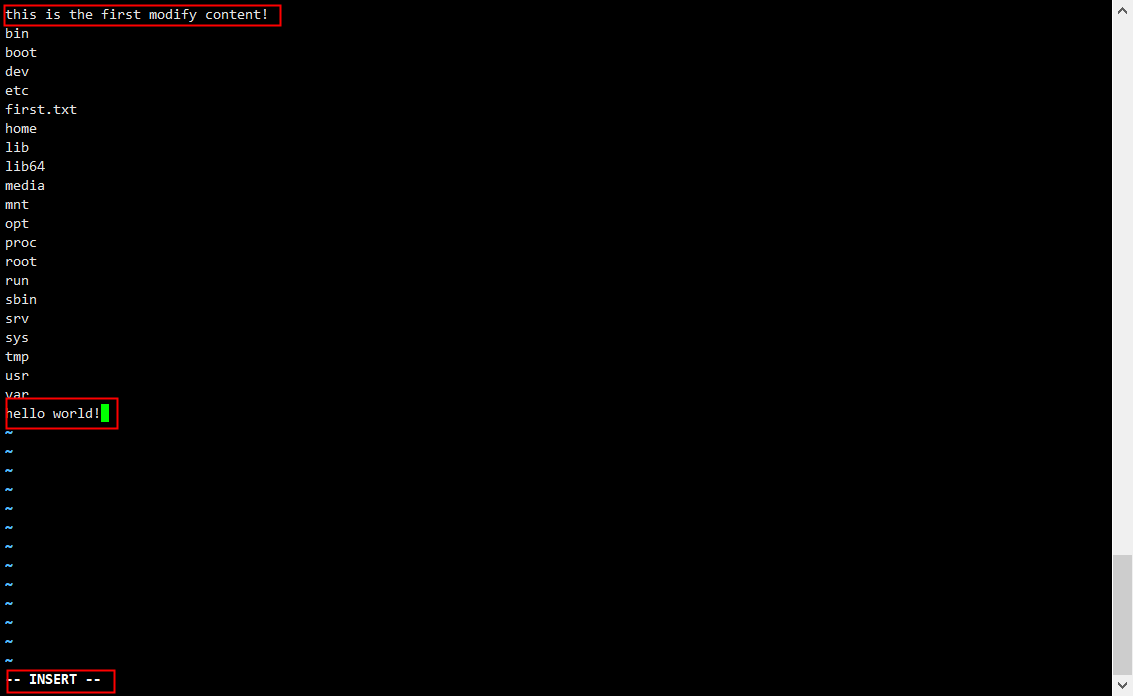 this is the first modify content!
bin
boot
dev
etc
first.txt
home
lib
lib64
media
mnt
opt
proc
root
run
sbin
srv
sys
tmp
usr
var
hello world!
~
~
~
~
~
~
~
~
~
~
~
~
~
-- INSERT --